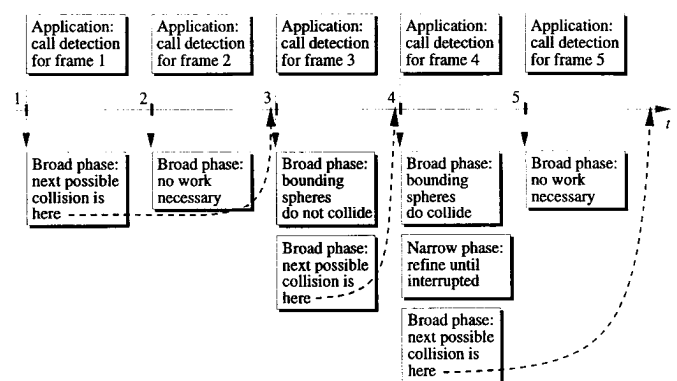 Application:
call detection
for frame 1
Application:
call detection
for frame 2
Application:
call detection
for frame 3
Application:
call detection
for frame 4
Application:
call detection
for frame 5
1
2
3
4
5
t
Broad phase:
next possible
collision is
here
Broad phase:
no work
necessary
Broad phase:
bounding
spheres
do not collide
Broad phase:
next possible
collision is
here
Broad phase:
bounding
spheres
do collide
Narrow phase:
refine until
interrupted
Broad phase:
next possible
collision is
here
Broad phase:
no work
necessary